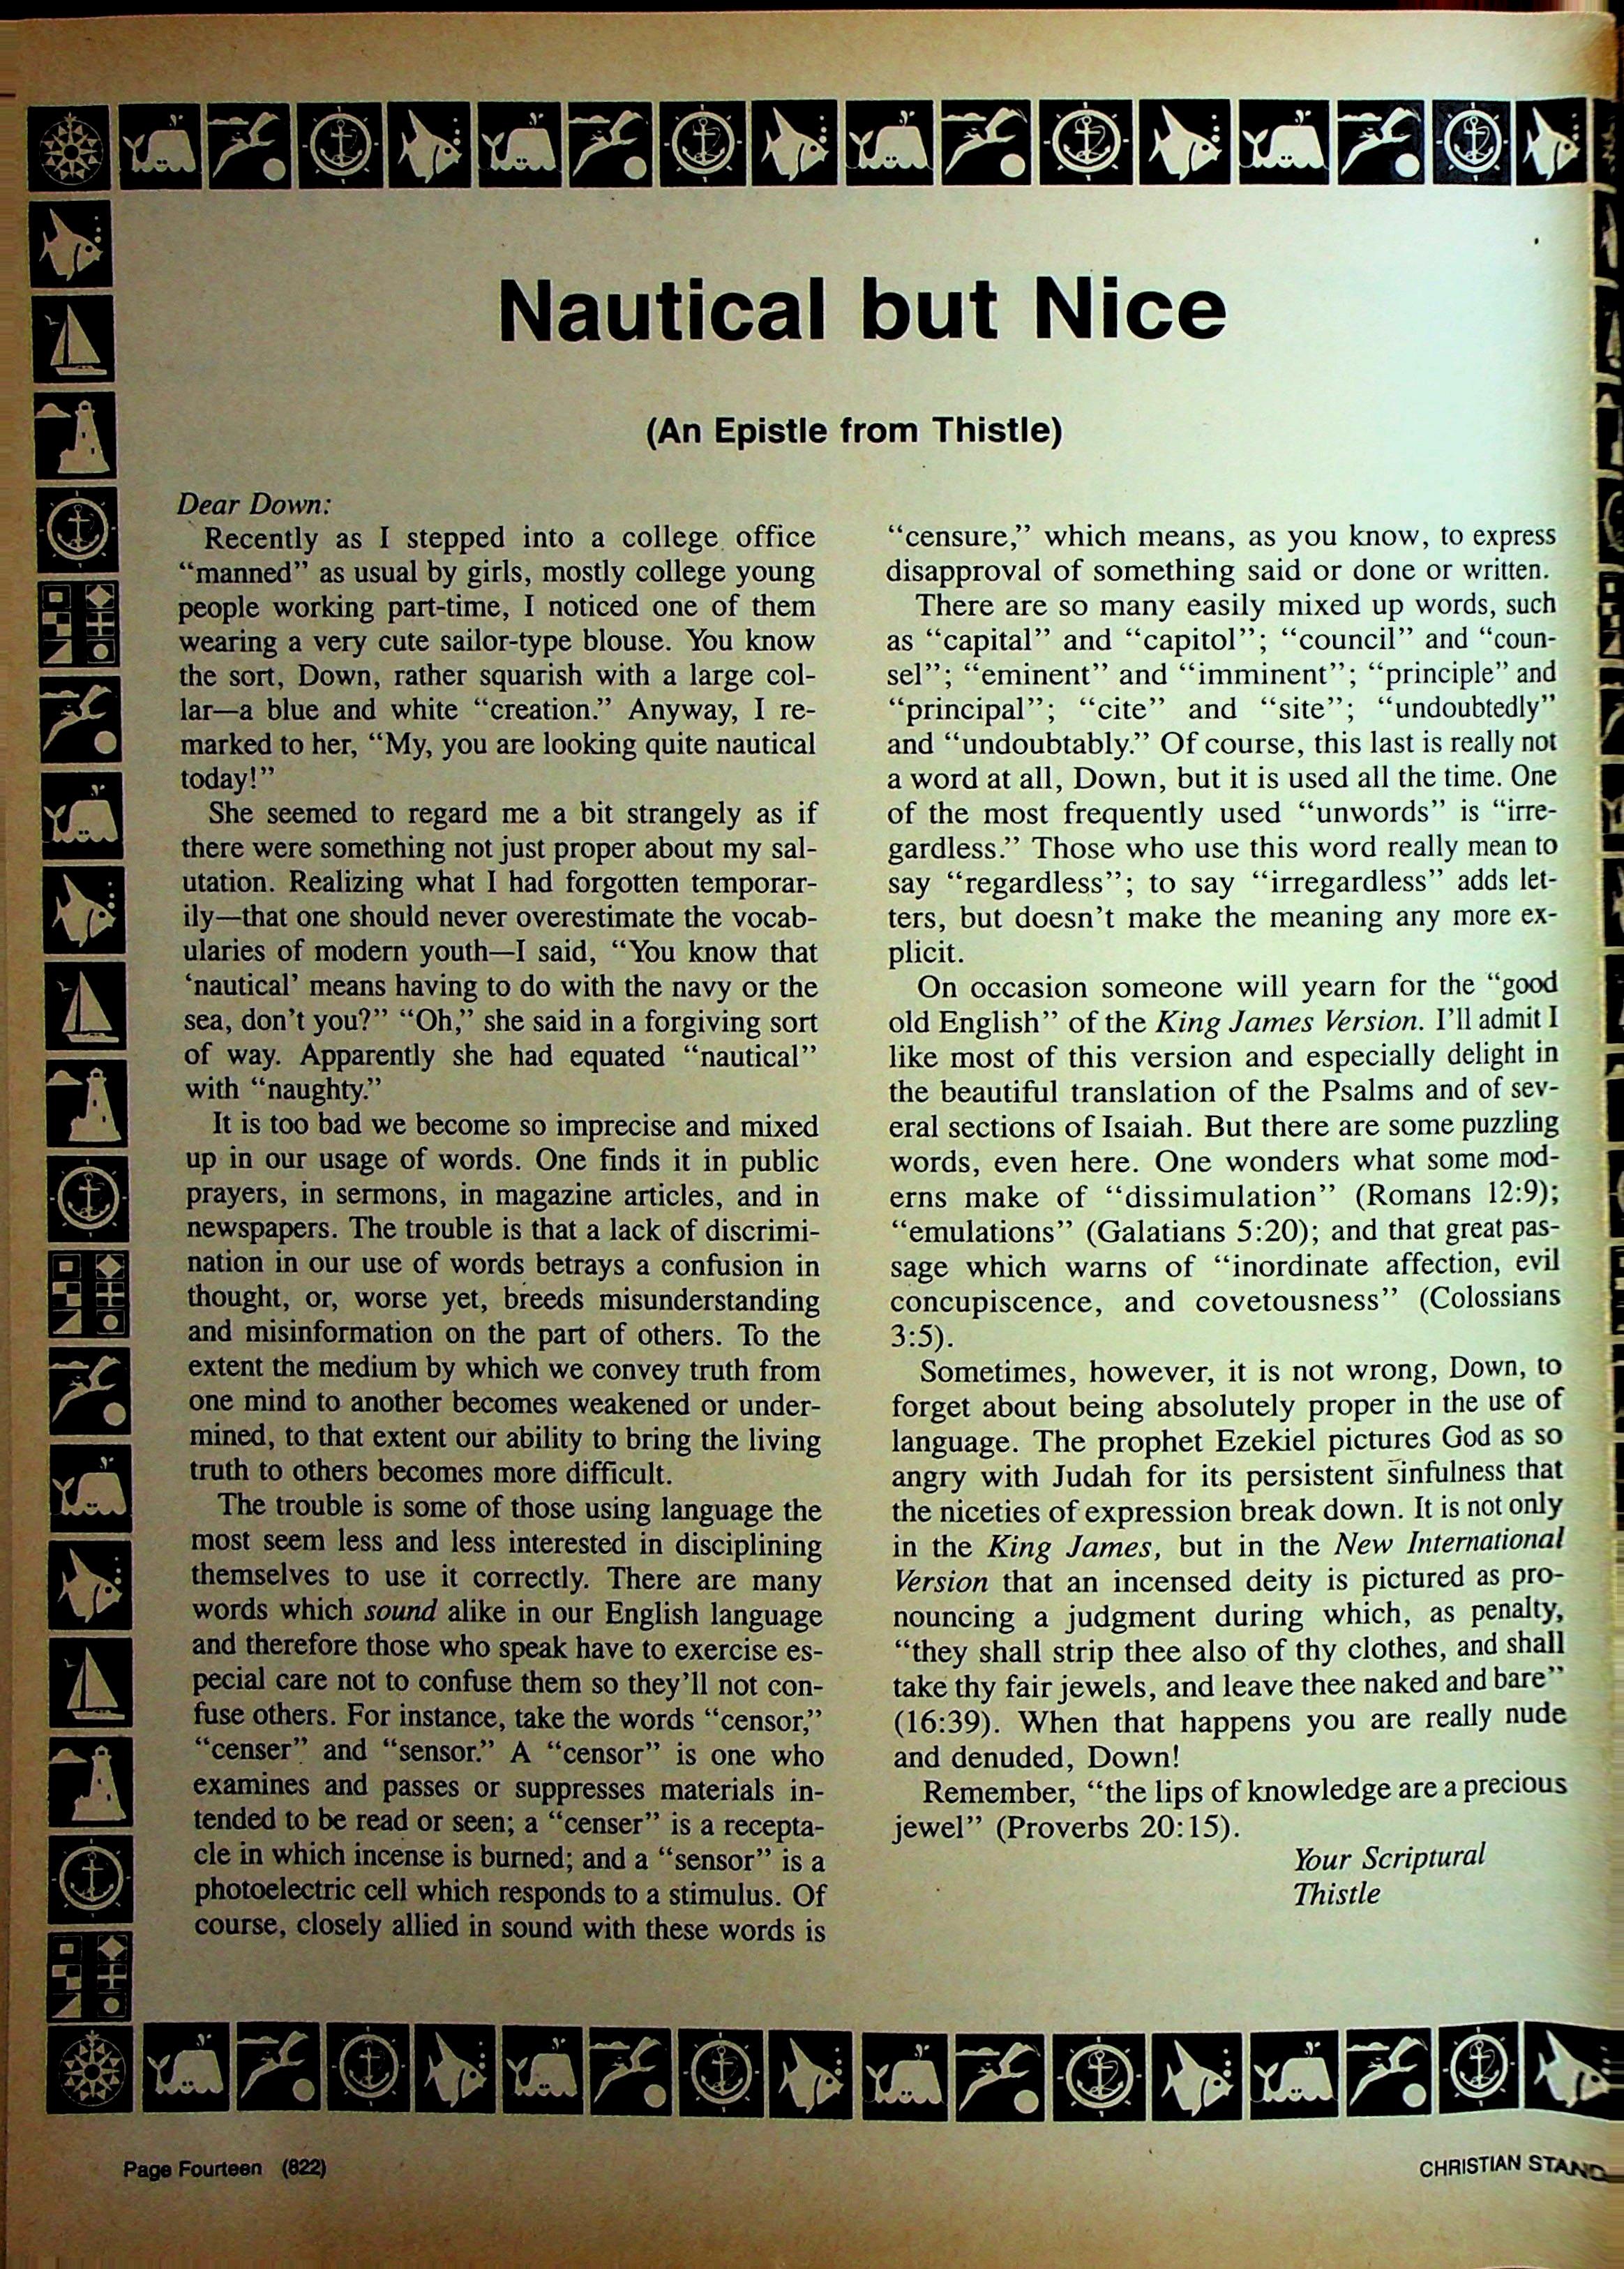 Nautical but Nice
(An Epistle from Thistle)
Dear Down:
Recently as I stepped into a college office
“manned” as usual by girls, mostly college young
people working part-time, I noticed one of them
wearing a very cute sailor-type blouse. You know
the sort, Down, rather squarish with a large col-
lar—a blue and white “creation.” Anyway, I re-
marked to her, “My, you are looking quite nautical
today!”
She seemed to regard me a bit strangely as if
there were something not just proper about my sal-
utation. Realizing what I had forgotten temporar-
ily—that one should never overestimate the vocab-
ularies of modern youth—I said, “You know that
‘nautical’ means having to do with the navy or the
sea, don’t you?” “Oh,” she said in a forgiving sort
of way. Apparently she had equated “nautical”
with “naughty.”
It is too bad we become so imprecise and mixed
up in our usage of words. One finds it in public
prayers, in sermons, in magazine articles, and in
newspapers. The trouble is that a lack of discrimi-
nation in our use of words betrays a confusion in
thought, or, worse yet, breeds misunderstanding
and misinformation on the part of others. To the
extent the medium by which we convey truth from
one mind to another becomes weakened or under-
mined, to that extent our ability to bring the living
truth to others becomes more difficult.
The trouble is some of those using language the
most seem less and less interested in disciplining
themselves to use it correctly. There are many
words which sound alike in our English language
and therefore those who speak have to exercise es-
pecial care not to confuse them so they’ll not con-
fuse others. For instance, take the words “censor,”
“censer” and “sensor.” A “censor” is one who
examines and passes or suppresses materials in-
tended to be read or seen; a “censer” is a recepta-
cle in which incense is burned; and a “sensor” is a
photoelectric cell which responds to a stimulus. Of
course, closely allied in sound with these words is
“censure,” which means, as you know, to express
disapproval of something said or done or written.
There are so many easily mixed up words, such
as “capital” and “capitol”; “council” and “coun-
sel”; “eminent” and “imminent”; “principle” and
“principal”; “cite” and “site”; “undoubtedly”
and “undoubtably.” Of course, this last is really not
a word at all, Down, but it is used all the time. One
of the most frequently used “unwords” is “irre-
gardless.” Those who use this word really mean to
say “regardless”; to say “irregardless” adds let-
ters, but doesn’t make the meaning any more ex-
plicit.
On occasion someone will yearn for the “good
old English” of the King James Version. I’ll admit I
like most of this version and especially delight in
the beautiful translation of the Psalms and of sev-
eral sections of Isaiah. But there are some puzzling
words, even here. One wonders what some mod-
erns make of “dissimulation” (Romans 12:9);
“emulations” (Galatians 5:20); and that great pas-
sage which warns of “inordinate affection, evil
concupiscence, and covetousness” (Colossians
3:5).
Sometimes, however, it is not wrong, Down, to
forget about being absolutely proper in the use of
language. The prophet Ezekiel pictures God as so
angry with Judah for its persistent sinfulness that
the niceties of expression break down. It is not only
in the King James, but in the New International
Version that an incensed deity is pictured as pro-
nouncing a judgment during which, as penalty,
“they shall strip thee also of thy clothes, and shall
take thy fair jewels, and leave thee naked and bare”
(16:39). When that happens you are really nude
and denuded, Down!
Remember, “the lips of knowledge are a precious
jewel” (Proverbs 20:15).
Your Scriptural
Thistle
Page Fourteen (822)
CHRISTIAN STAND